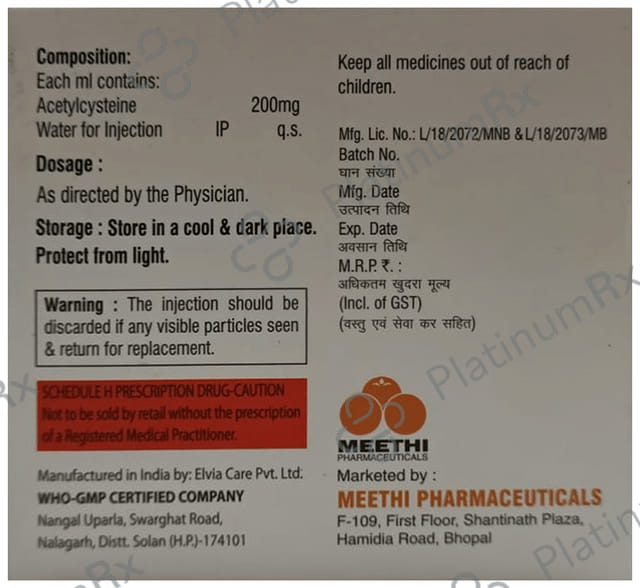 Composition:
Each ml contains:
Acetylcysteine 200mg
Water for Injection IP q.s.
Dosage :
As directed by the Physician.
Storage : Store in a cool & dark place.
Protect from light.
Warning : The injection should be
discarded if any visible particles seen
& return for replacement.
SCHEDULE H PRESCRIPTION DRUG-CAUTION
Not to be sold by retail without the prescription
of a Registered Medical Practitioner.
Manufactured in India by: Elvia Care Pvt. Ltd.
WHO-GMP CERTIFIED COMPANY
Nangal Uparla, Swarghat Road,
Nalagarh, Distt. Solan (H.P.)-174101
Keep all medicines out of reach of
children.
Mfg. Lic. No.: L/18/2072/MNB & L/18/2073/MB
Batch No.
घान संख्या
Mfg. Date
उत्पादन तिथि
Exp. Date
अवसान तिथि
M.R.P. ₹. :
अधिकतम खुदरा मूल्य
(Incl. of GST)
(वस्तु एवं सेवा कर सहित)
MEETHI
PHARMACEUTICALS
Marketed by :
MEETHI PHARMACEUTICALS
F-109, First Floor, Shantinath Plaza,
Hamidia Road, Bhopal
PlatinumRx
PlatinumRx
PlatinumRx